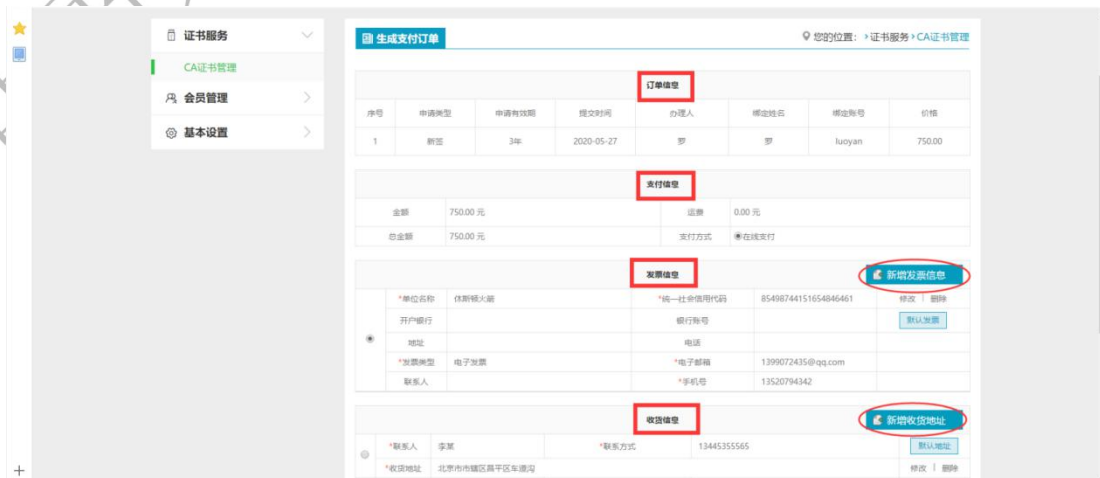 证书服务
CA证书管理
会员管理
基本设置
生成支付订单
您的位置：>证书服务>CA证书管理
订单信息
序号 申请类型 申请有效期 提交时间 办理人 绑定姓名 绑定账号 价格
1 新签 3年 2020-05-27 罗 罗 luoyan 750.00
支付信息
金额 750.00 元 运费 0.00 元
总金额 750.00 元 支付方式 在线支付
发票信息 新增发票信息
*单位名称 休斯顿火箭 *统一社会信用代码 85498744151654846461 修改 | 删除
开户银行 银行账号 默认发票
地址 电话
*发票类型 电子发票 *电子邮箱 1399072435@qq.com
联系人 *手机号 13520794342
收货信息 新增收货地址
*联系人 李某 *联系方式 13445355565 默认地址
*收货地址 北京市市辖区昌平区车道沟 修改 | 删除